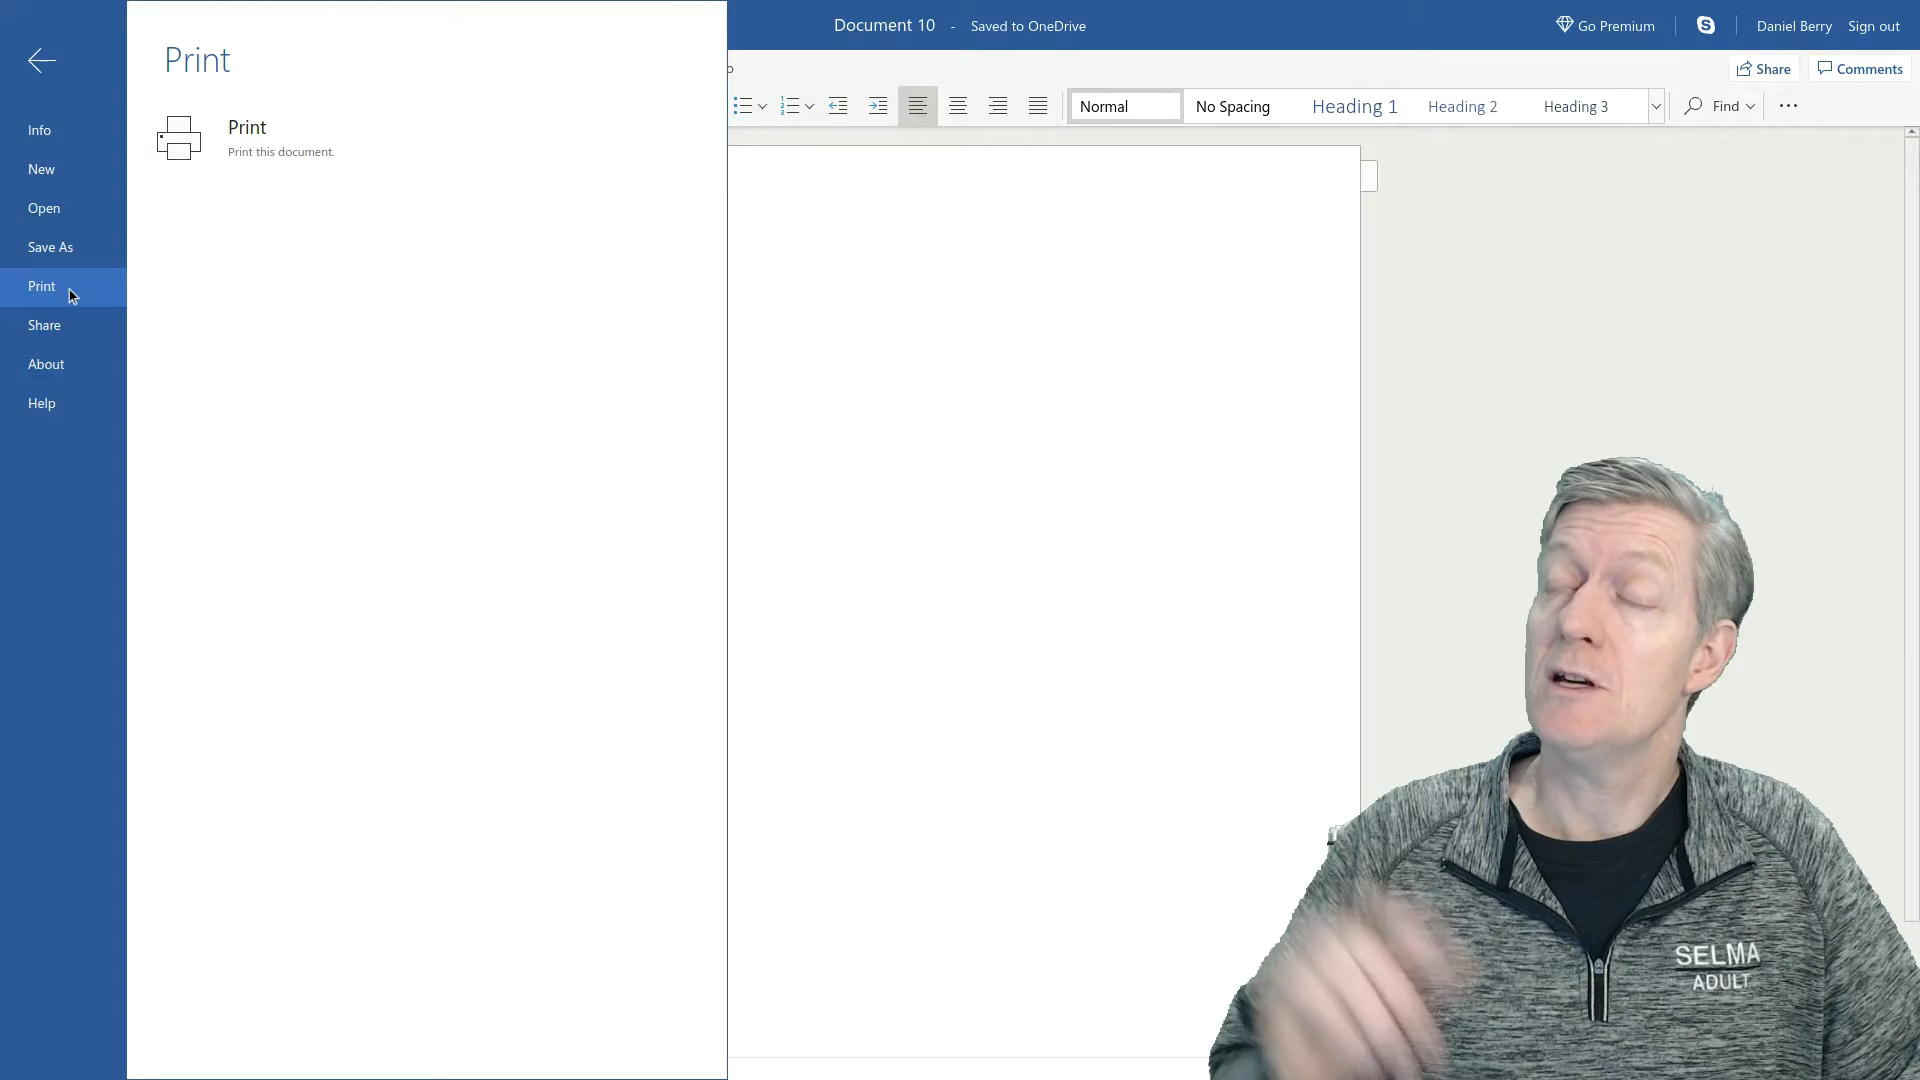 Document 10 - Saved to OneDrive
Go Premium
Daniel Berry
Sign out
Print
Info
New
Open
Save As
Print
Share
About
Help
Print
Print this document.
Share
Comments
Normal
No Spacing
Heading 1
Heading 2
Heading 3
Find
SELMA
ADULT